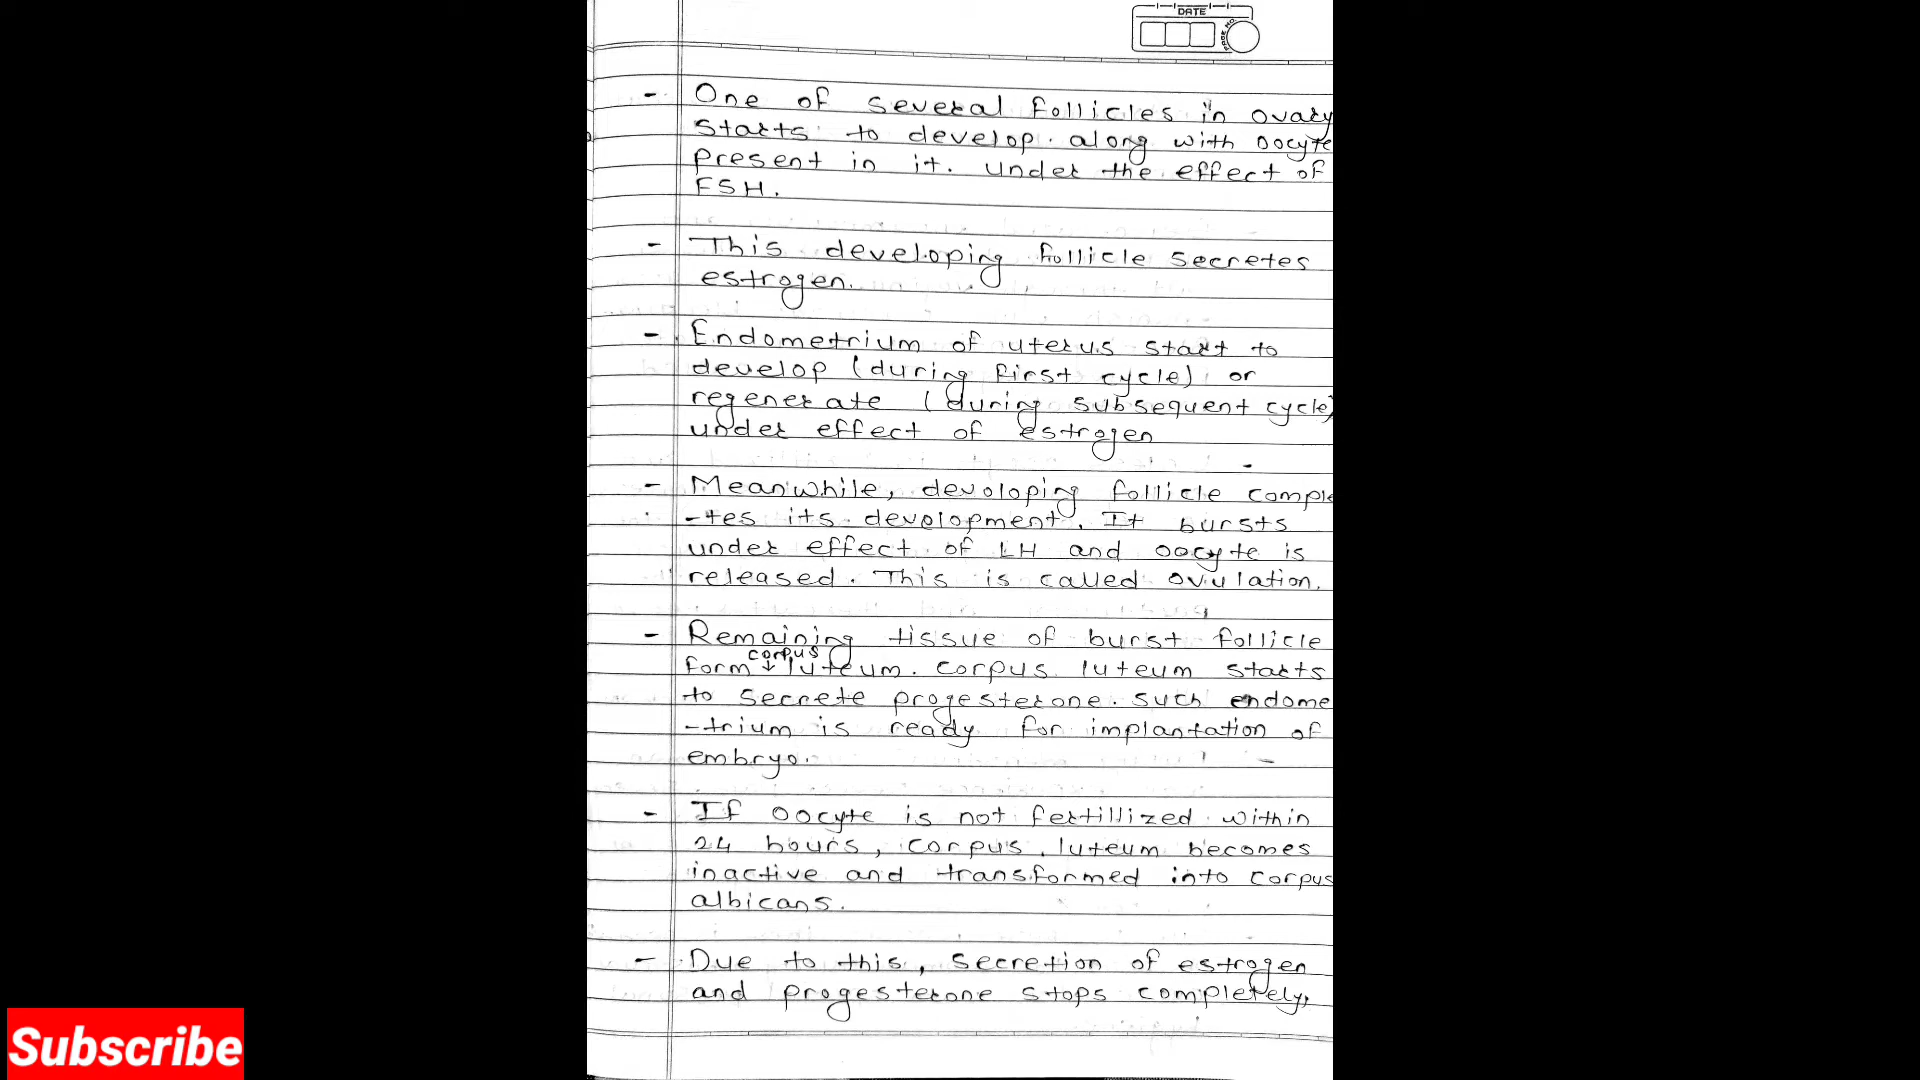 DATE
PAGE NO.
- One of several follicles in ovary
starts to develop. along with oocyte
present in it. under the effect of
FSH.
- This developing follicle secretes
estrogen.
- Endometrium of uterus start to
develop (during first cycle) or
regenerate (during subsequent cycle)
under effect of estrogen
- Meanwhile, devoloping follicle comple
-tes its development. It bursts
under effect of LH and oocyte is
released. This is called ovulation.
- Remaining tissue of burst follicle
corpus
form ↓ luteum. corpus luteum starts
to secrete progesterone. Such endome
-trium is ready for implantation of
embryo.
- If oocyte is not fertillized within
24 hours, corpus luteum becomes
inactive and transformed into corpus
albicans.
- Due to this, secretion of estrogen
and progesterone stops completely,
Subscribe